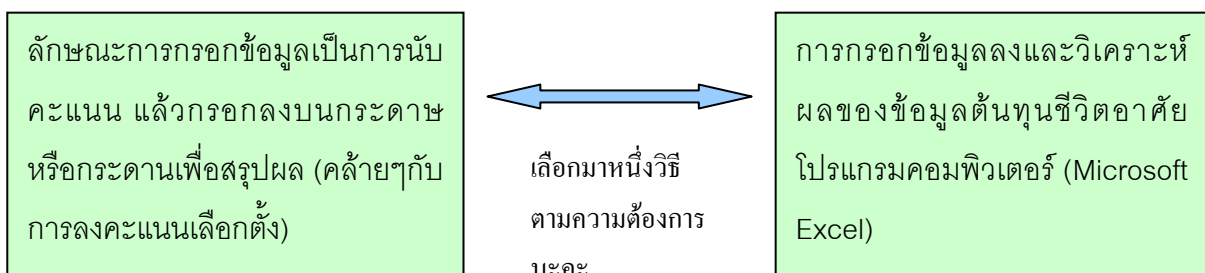 ลักษณะการกรอกข้อมูลเป็นการนับ
คะแนน แล้วกรอกลงบนกระดาษ
หรือกระดานเพื่อสรุปผล (คล้ายๆกับ
การลงคะแนนเลือกตั้ง)
เลือกมาหนึ่งวิธี
ตามความต้องการ
การกรอกข้อมูลลงและวิเคราะห์
ผลของข้อมูลต้นทุนชีวิตอาศัย
โปรแกรมคอมพิวเตอร์ (Microsoft
Excel)